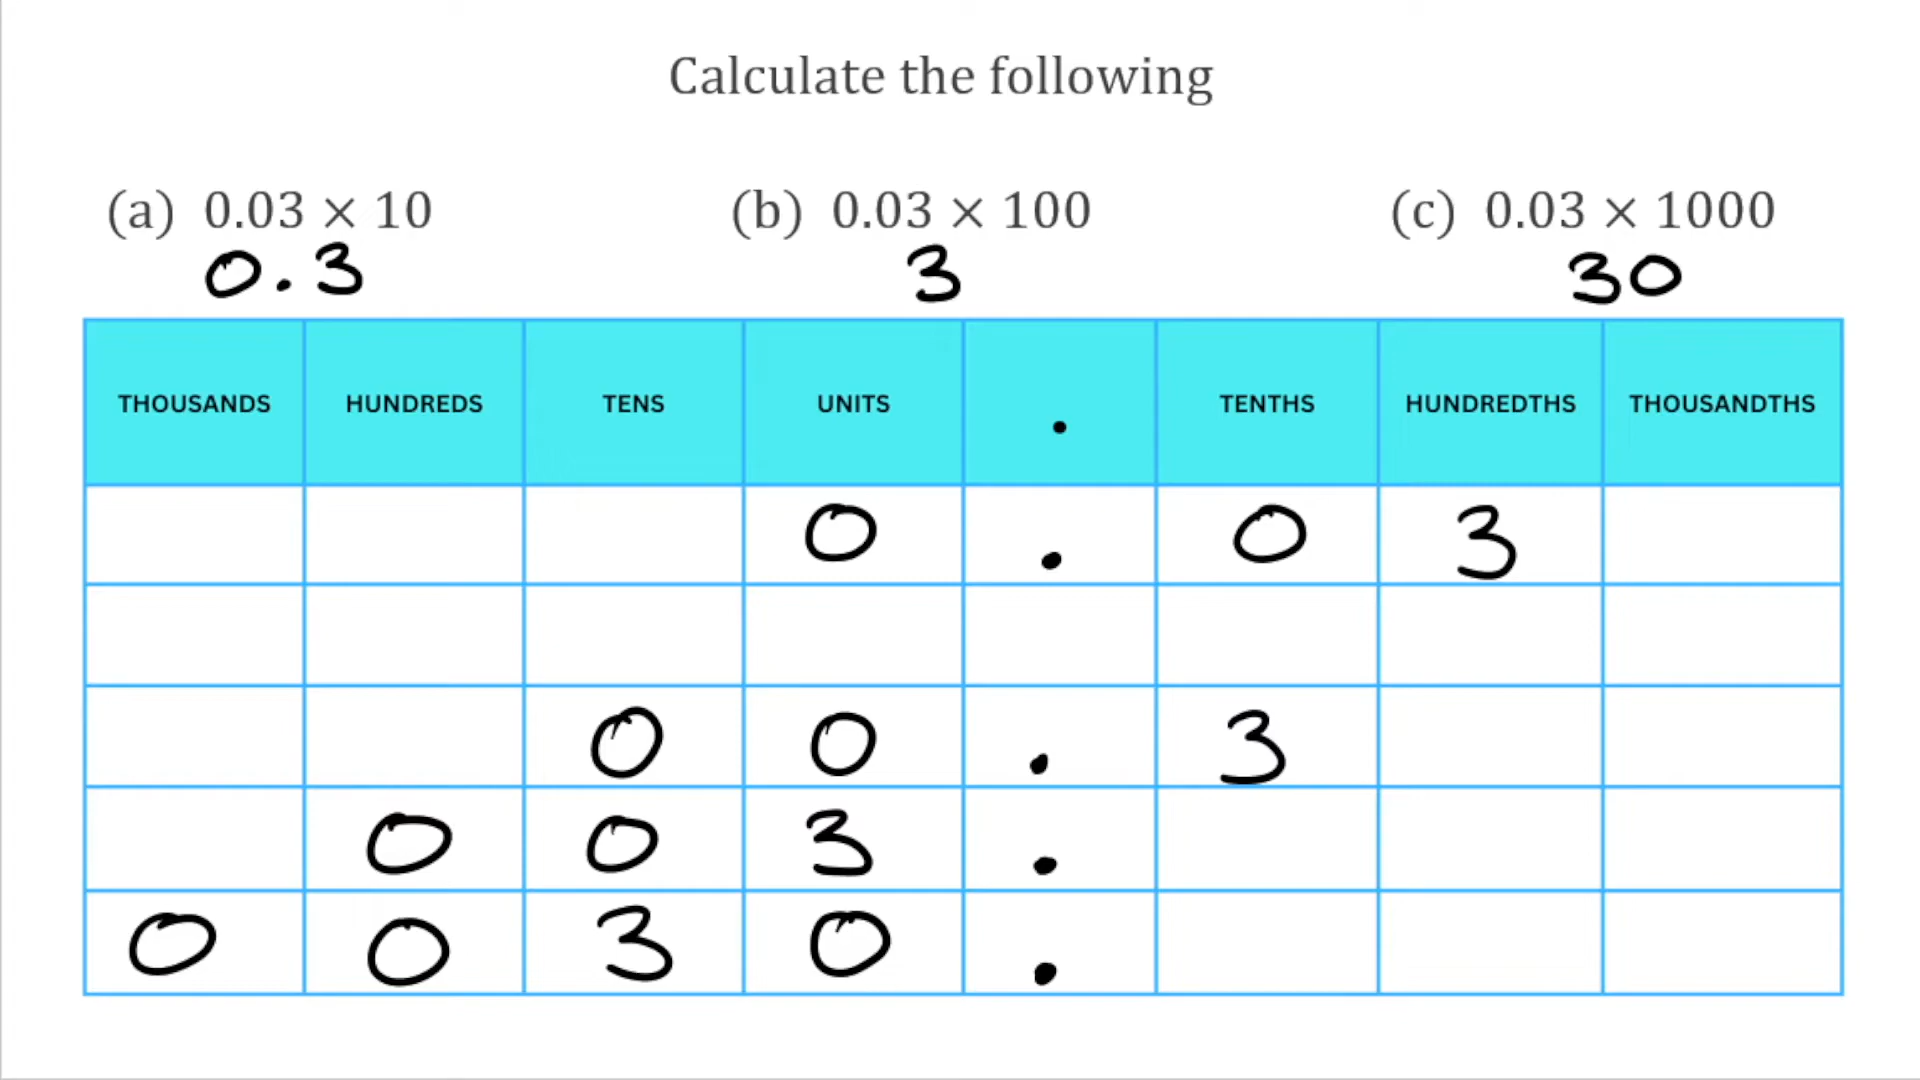 Calculate the following
(a) 0.03 × 10 (b) 0.03 × 100 (c) 0.03 × 1000
0.3 3 30
THOUSANDS HUNDREDS TENS UNITS . TENTHS HUNDREDTHS THOUSANDTHS
0 . 0 3
0 0 . 3
0 0 3 .
0 0 3 0 .